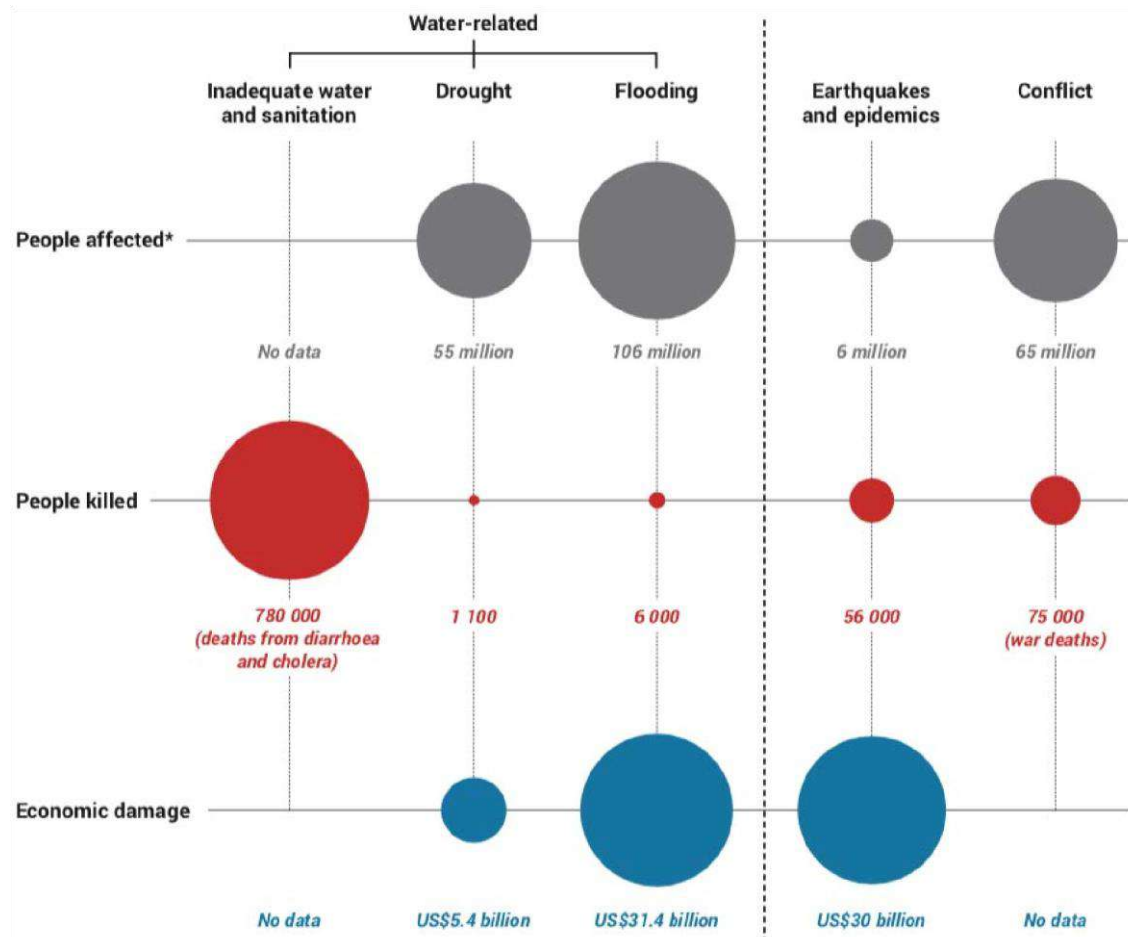 Water-related
Inadequate water
and sanitation
Drought
Flooding
Earthquakes
and epidemics
Conflict
People affected*
No data
55 million
106 million
6 million
65 million
People killed
780 000
(deaths from diarrhoea
and cholera)
1 100
6 000
56 000
75 000
(war deaths)
Economic damage
No data
US$5.4 billion
US$31.4 billion
US$30 billion
No data